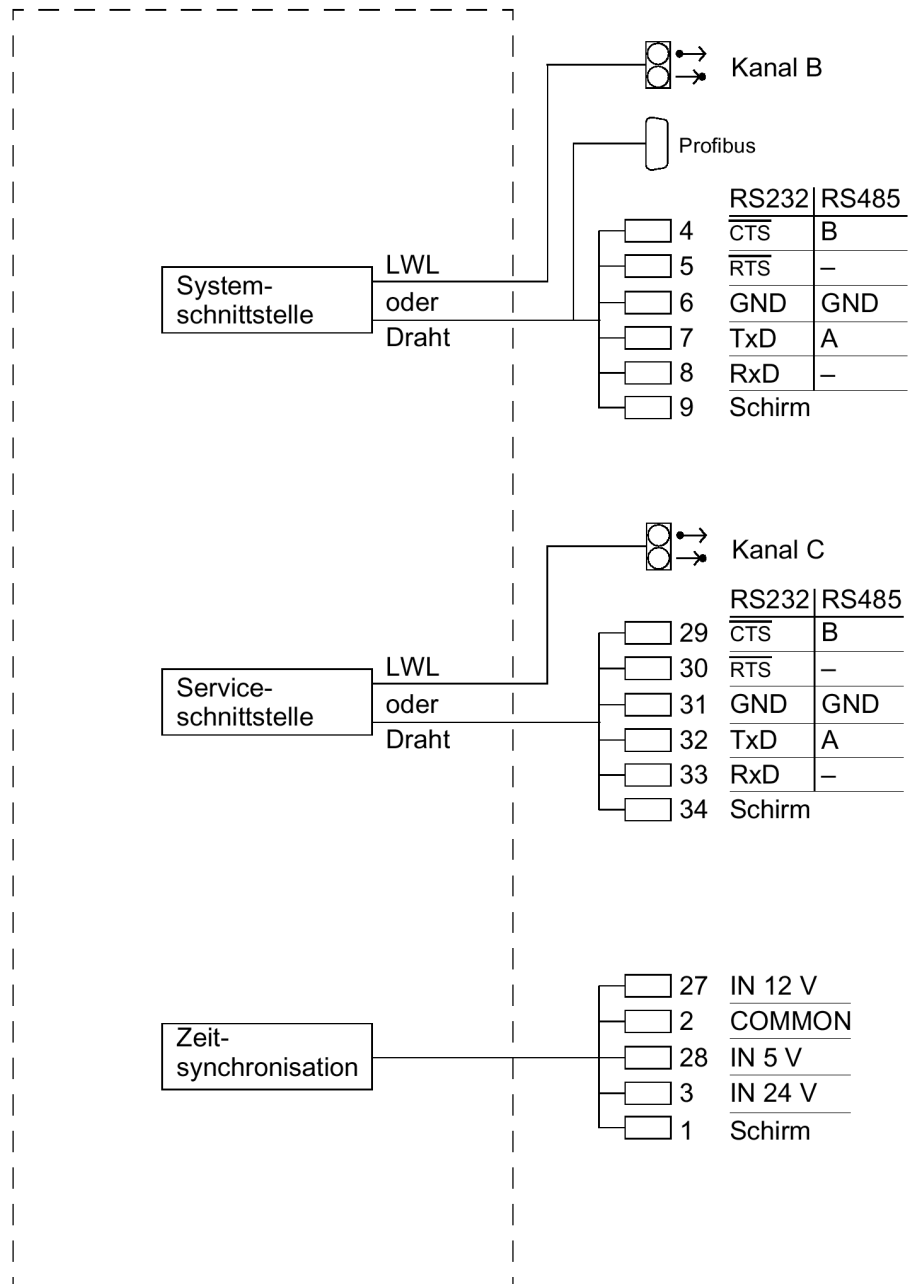 Kanal B
Profibus
RS232 RS485
4 CTS B
5 RTS –
6 GND GND
7 TxD A
8 RxD –
9 Schirm
System-
schnittstelle
LWL
oder
Draht
Kanal C
RS232 RS485
29 CTS B
30 RTS –
31 GND GND
32 TxD A
33 RxD –
34 Schirm
Service-
schnittstelle
LWL
oder
Draht
27 IN 12 V
2 COMMON
28 IN 5 V
3 IN 24 V
1 Schirm
Zeit-
synchronisation